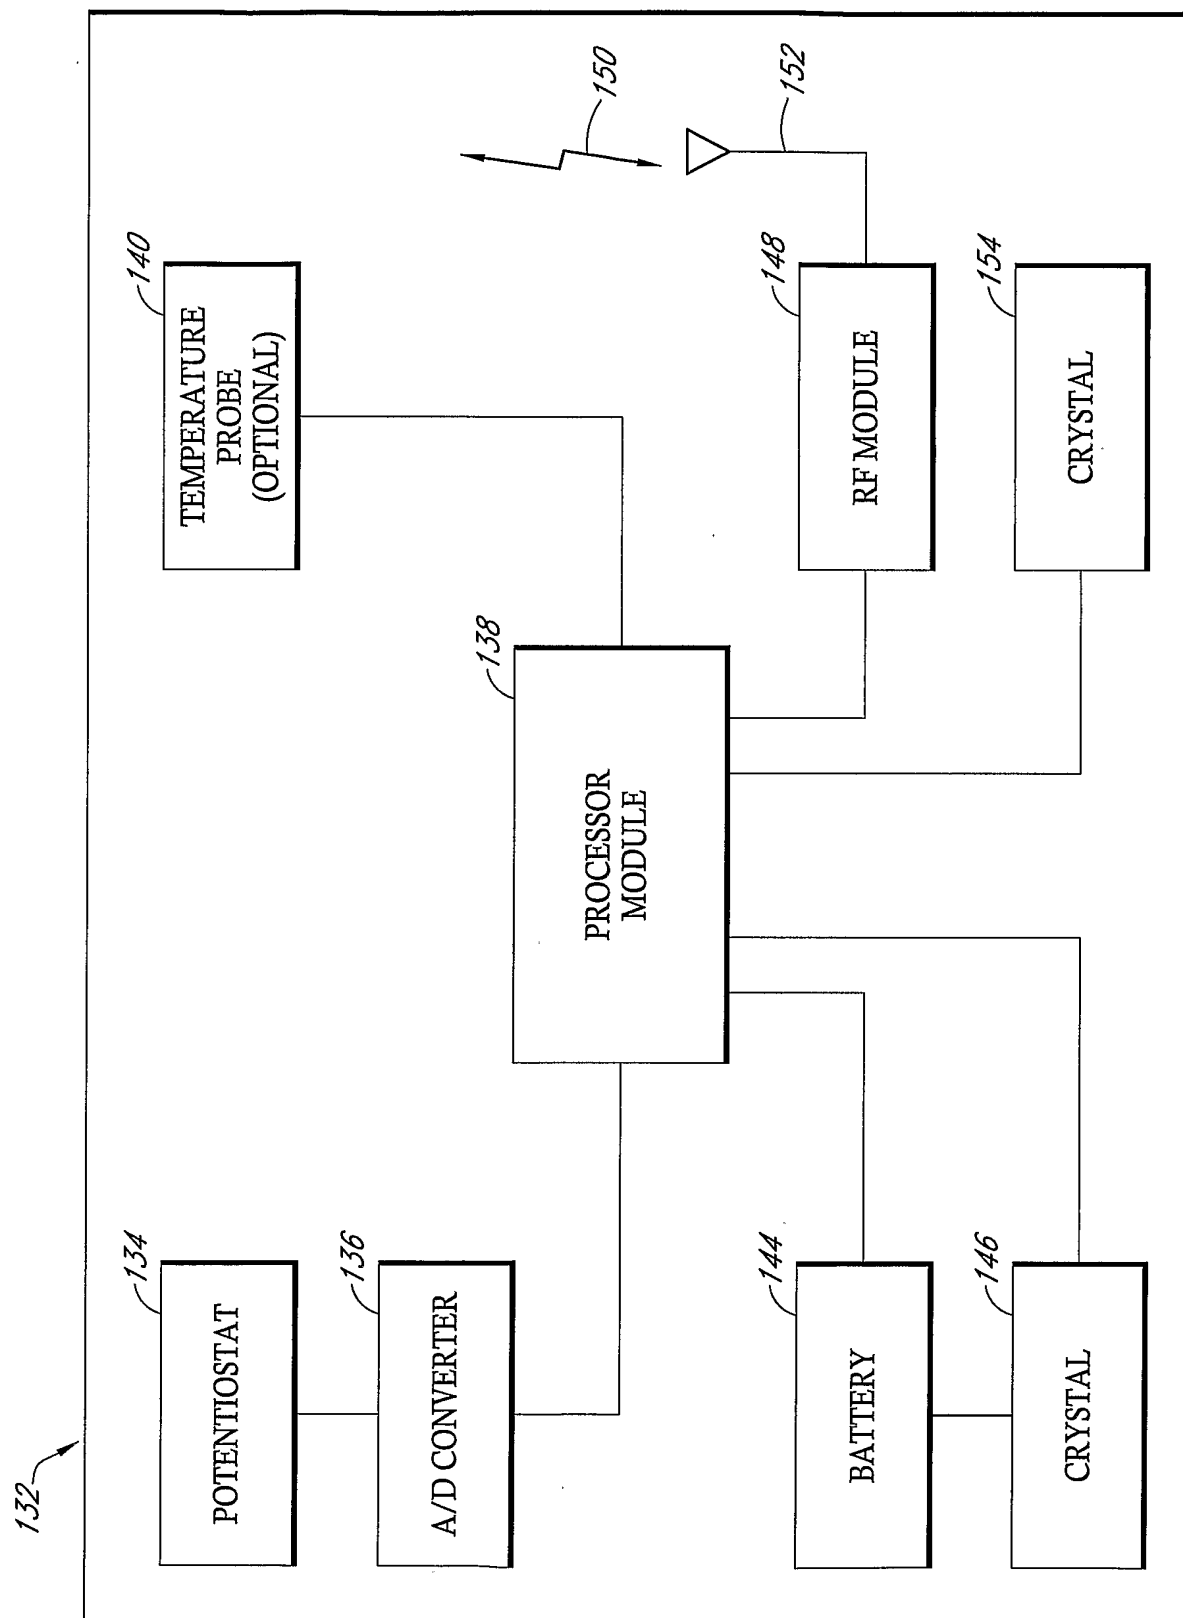 132
POTENTIOSTAT
134
A/D CONVERTER
136
PROCESSOR
MODULE
138
TEMPERATURE
PROBE
(OPTIONAL)
140
150
152
BATTERY
144
CRYSTAL
146
RF MODULE
148
CRYSTAL
154